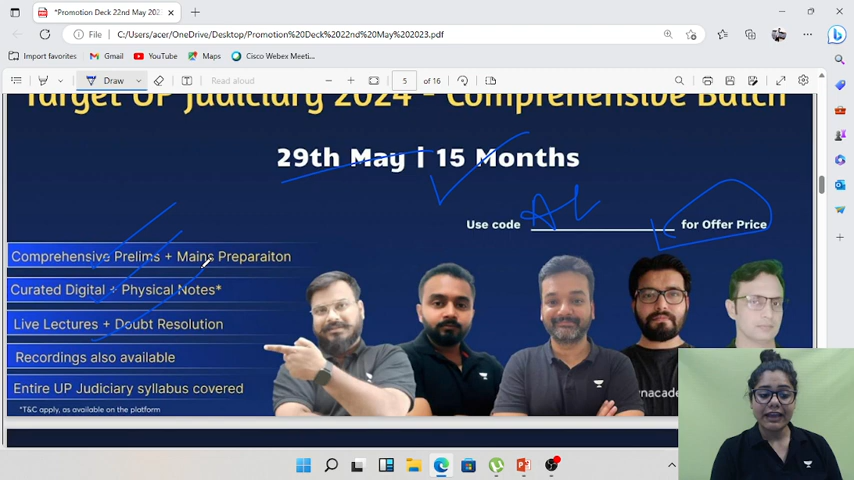 *Promotion Deck 22nd May 202
File
C:/Users/acer/OneDrive/Desktop/Promotion%20Deck%2022nd%20May%202023.pdf
Import favorites
Gmail
YouTube
Maps
Cisco Webex Meet...
Draw
Read aloud
5 of 16
Target UP Judiciary 2024 - Comprehensive Batch
29th May | 15 Months
Use code for Offer Price
Comprehensive Prelims + Mains Preparaiton
Curated Digital + Physical Notes*
Live Lectures + Doubt Resolution
Recordings also available
Entire UP Judiciary syllabus covered
*T&C apply, as available on the platform